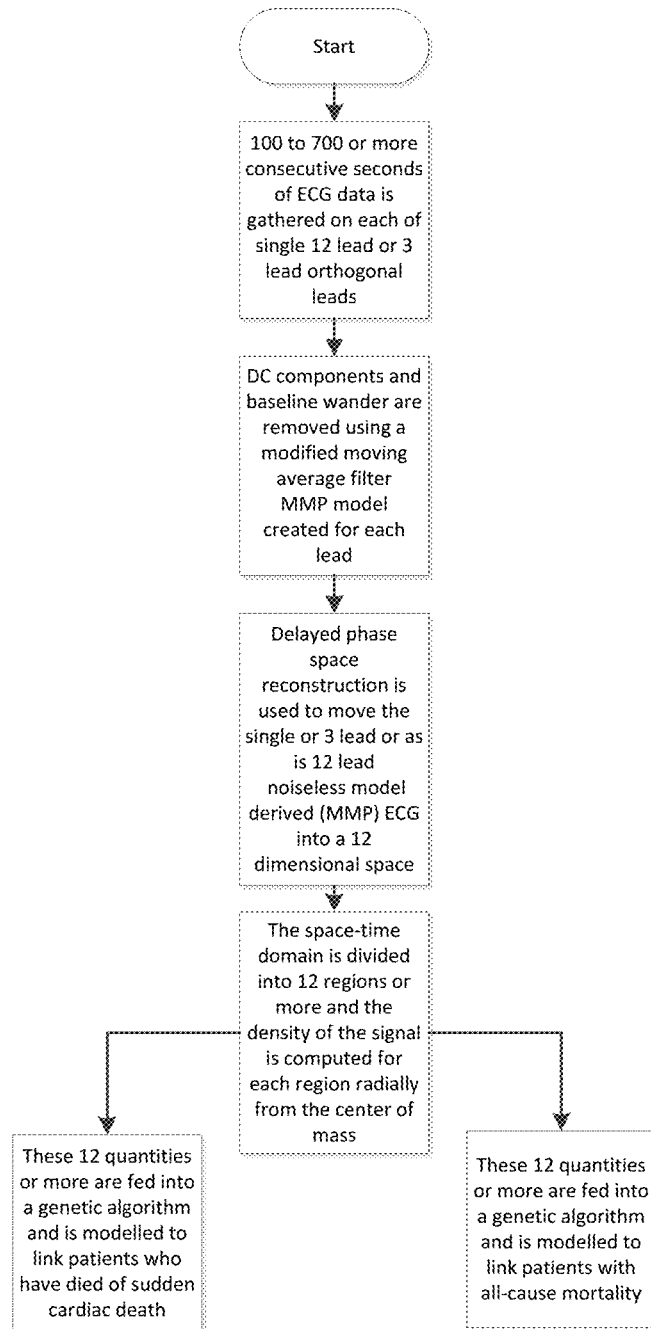 Start
100 to 700 or more
consecutive seconds
of ECG data is
gathered on each of
single 12 lead or 3
lead orthogonal
leads
DC components and
baseline wander are
removed using a
modified moving
average filter
MMP model
created for each
lead
Delayed phase
space
reconstruction is
used to move the
single or 3 lead or as
is 12 lead
noiseless model
derived (MMP) ECG
into a 12
dimensional space
The space-time
domain is divided
into 12 regions or
more and the
density of the signal
is computed for
each region radially
from the center of
mass
These 12 quantities
or more are fed into
a genetic algorithm
and is modelled to
link patients who
have died of sudden
cardiac death
These 12 quantities
or more are fed into
a genetic algorithm
and is modelled to
link patients with
all-cause mortality